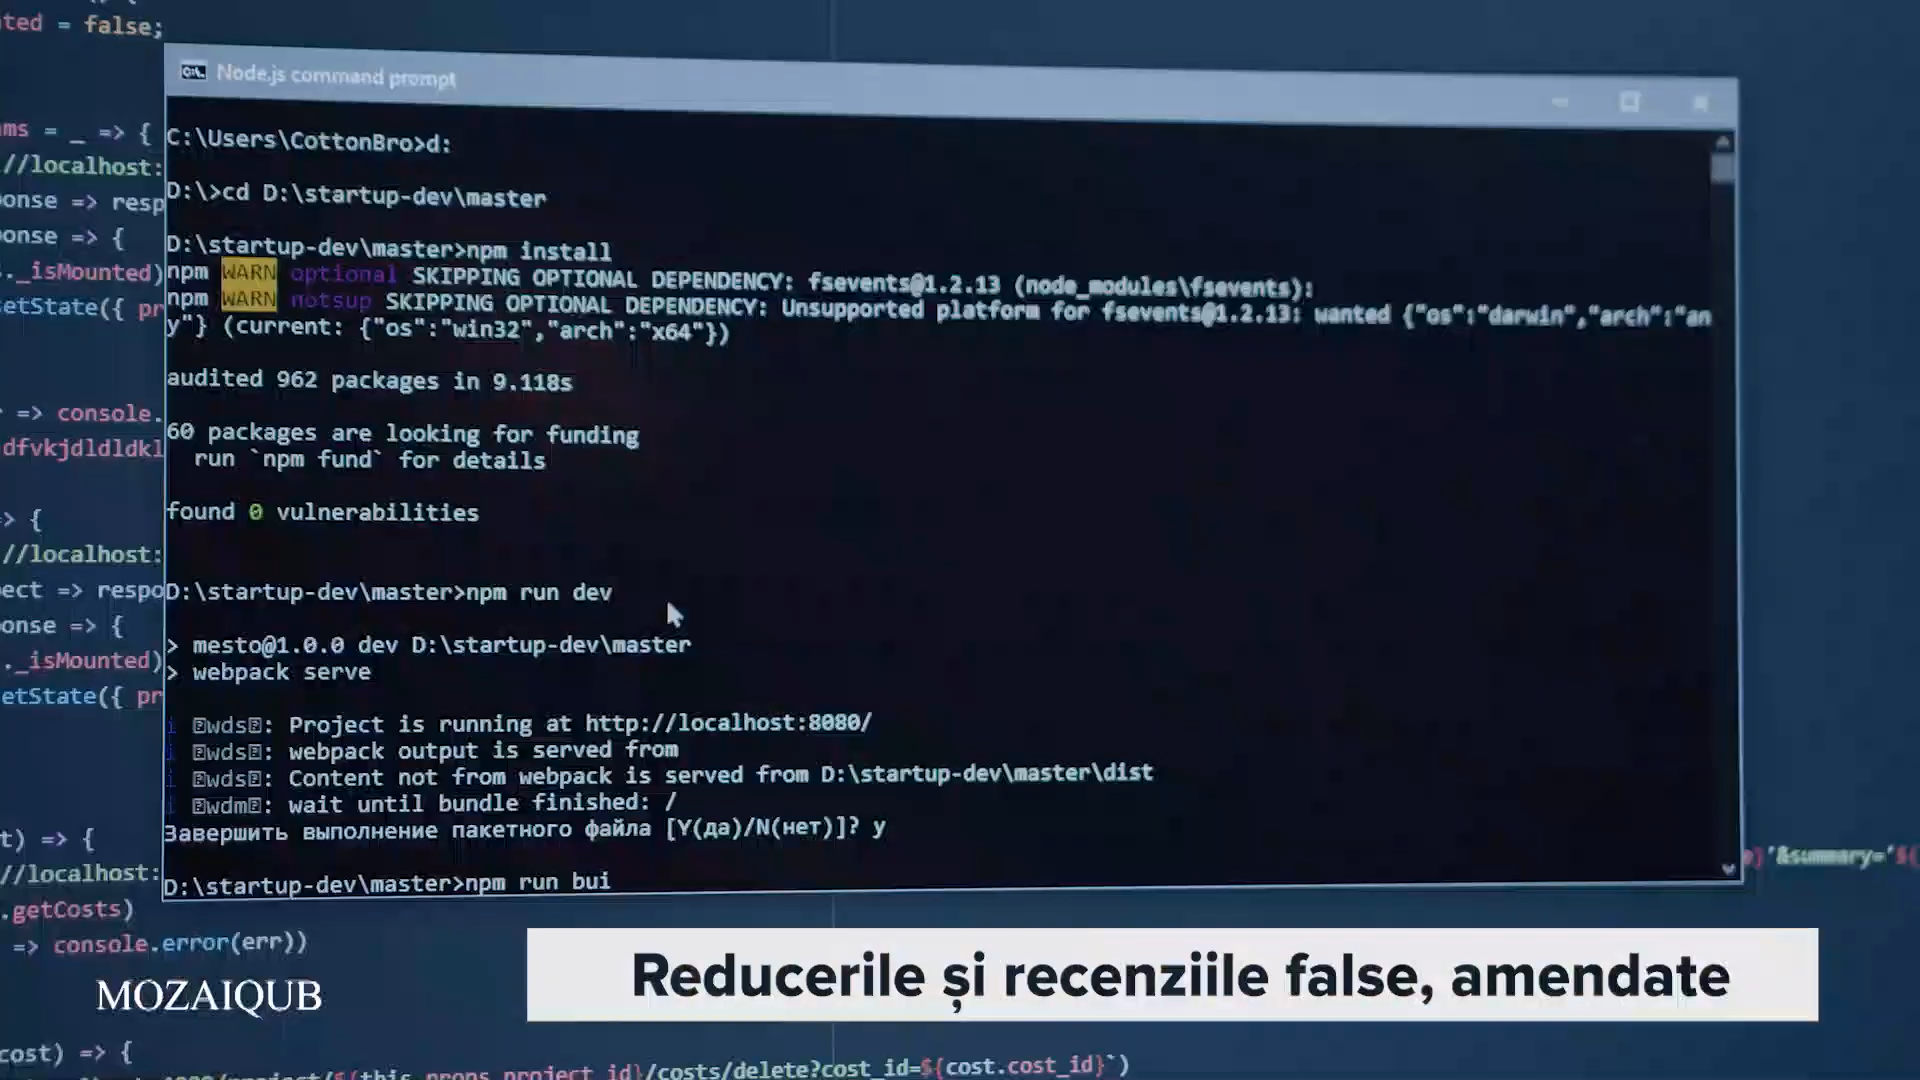 ted = false;
Node.js command prompt
ms = _ => {
//localhost:
onse => resp
onse => {
._isMounted)
setState({ pr
=> console.
dfvkjdldldkl
=> {
//localhost:
ect => respo
onse => {
._isMounted)
etState({ pr
t) => {
//localhost:
.getCosts)
=> console.error(err))
C:\Users\CottonBro>d:
D:\>cd D:\startup-dev\master
D:\startup-dev\master>npm install
npm WARN optional SKIPPING OPTIONAL DEPENDENCY: fsevents@1.2.13 (node_modules\fsevents):
npm WARN notsup SKIPPING OPTIONAL DEPENDENCY: Unsupported platform for fsevents@1.2.13: wanted {"os":"darwin","arch":"an
y"} (current: {"os":"win32","arch":"x64"})
audited 962 packages in 9.118s
60 packages are looking for funding
run `npm fund` for details
found 0 vulnerabilities
D:\startup-dev\master>npm run dev
> mesto@1.0.0 dev D:\startup-dev\master
> webpack serve
i wds: Project is running at http://localhost:8080/
i wds: webpack output is served from
i wds: Content not from webpack is served from D:\startup-dev\master\dist
i wdm: wait until bundle finished: /
Завершить выполнение пакетного файла [Y(да)/N(нет)]? y
D:\startup-dev\master>npm run bui
'&summary='${
MOZAIQUB
Reducerile și recenziile false, amendate
cost) => {
/costs/delete?cost_id=${cost.cost_id}`)